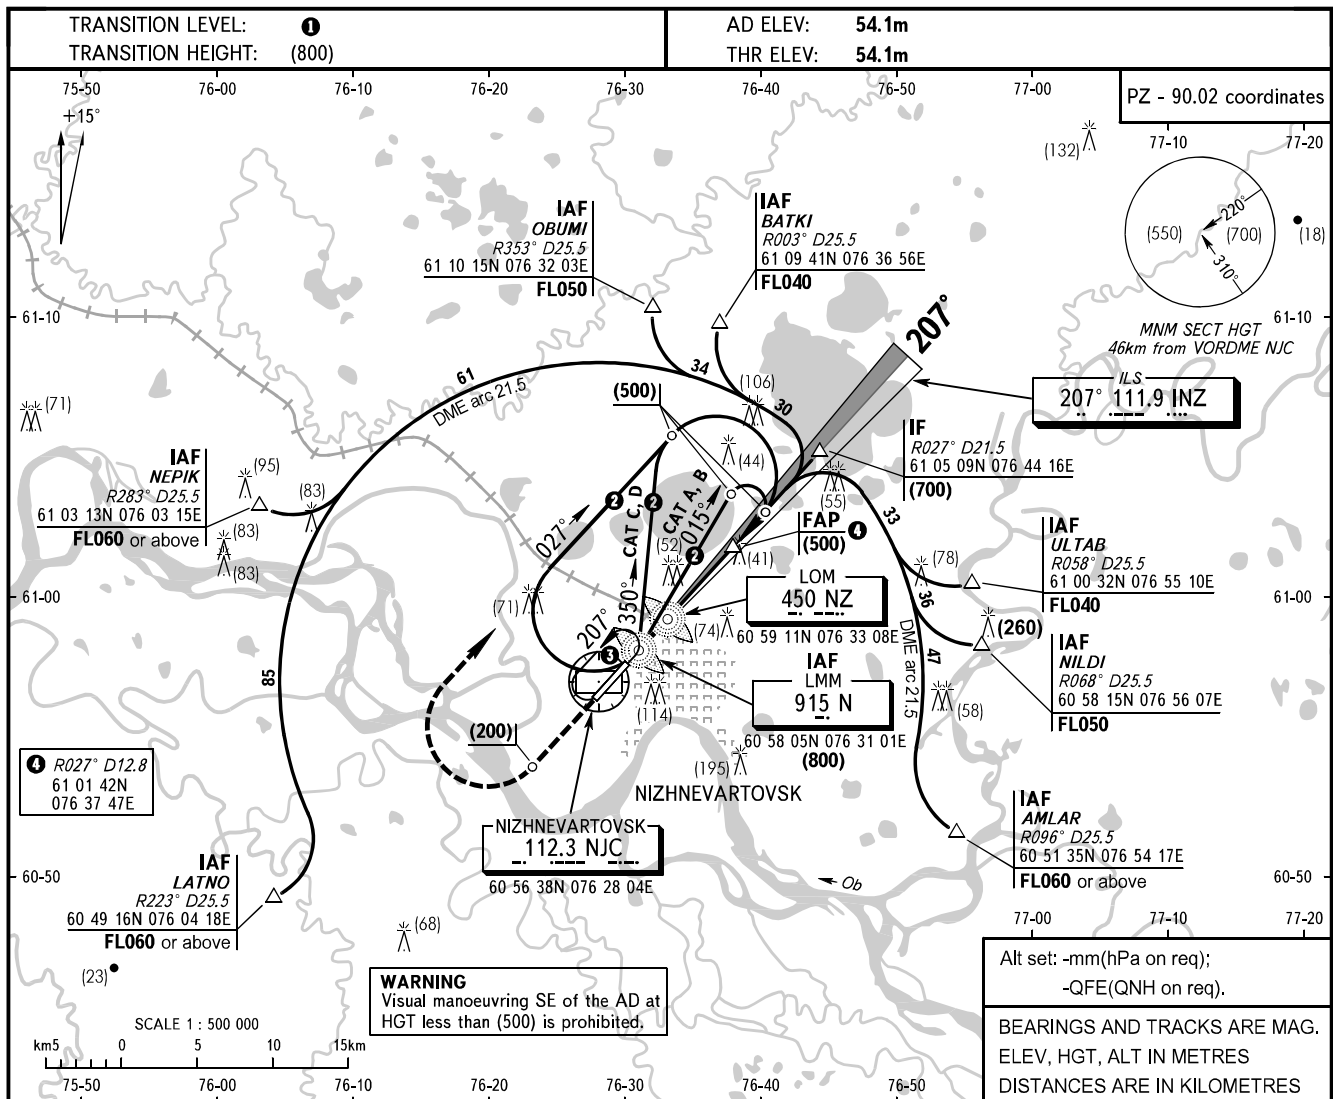 TRANSITION LEVEL: ❶
TRANSITION HEIGHT: (800)
AD ELEV: 54.1m
THR ELEV: 54.1m
75-50 76-00 76-10 76-20 76-30 76-40 76-50 77-00
PZ - 90.02 coordinates
77-10 77-20
+15°
(132)
220°
(550) (700)
310°
(18)
MNM SECT HGT
46km from VORDME NJC
IAF
OBUMI
R353° D25.5
61 10 15N 076 32 03E
FL050
IAF
BATKI
R003° D25.5
61 09 41N 076 36 56E
FL040
61-10
61-10
207°
ILS
207° 111.9 INZ
61
DME arc 21.5
34
(106)
30
(500)
(71)
IAF
NEPIK
R283° D25.5
61 03 13N 076 03 15E
FL060 or above
(95)
(83)
(83)
(83)
(44)
IF
R027° D21.5
61 05 09N 076 44 16E
(700)
(55)
33
027°
❷
❷
CAT C, D
350°
CAT A, B
015°
❷
(52)
FAP ❹
(500)
(41)
(78)
IAF
ULTAB
R058° D25.5
61 00 32N 076 55 10E
FL040
61-00
61-00
LOM
450 NZ
60 59 11N 076 33 08E
(71)
(74)
36
(260)
207°
❸
IAF
LMM
915 N
60 58 05N 076 31 01E
(800)
DME arc 21.5
47
IAF
NILDI
R068° D25.5
60 58 15N 076 56 07E
FL050
(58)
85
(114)
(200)
(195)
NIZHNEVARTOVSK
❹ R027° D12.8
61 01 42N
076 37 47E
NIZHNEVARTOVSK
112.3 NJC
60 56 38N 076 28 04E
IAF
AMLAR
R096° D25.5
60 51 35N 076 54 17E
FL060 or above
60-50
60-50
Ob
IAF
LATNO
R223° D25.5
60 49 16N 076 04 18E
FL060 or above
(68)
(23)
77-00 77-10 77-20
WARNING
Visual manoeuvring SE of the AD at
HGT less than (500) is prohibited.
Alt set: -mm(hPa on req);
-QFE(QNH on req).
BEARINGS AND TRACKS ARE MAG.
ELEV, HGT, ALT IN METRES
DISTANCES ARE IN KILOMETRES
SCALE 1 : 500 000
km5 0 5 10 15km
75-50 76-00 76-10 76-20 76-30 76-40 76-50